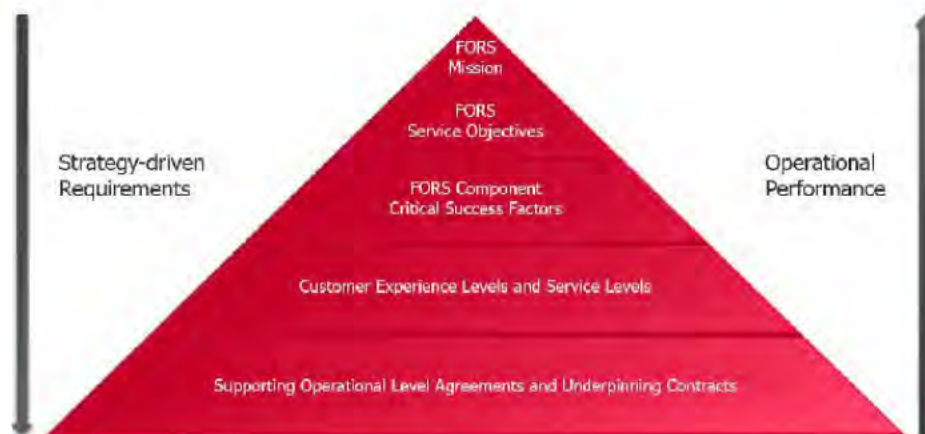 FORS
Mission
FORS
Service Objectives
Strategy-driven
Requirements
Operational
Performance
FORS Component
Critical Success Factors
Customer Experience Levels and Service Levels
Supporting Operational Level Agreements and Underpinning Contracts